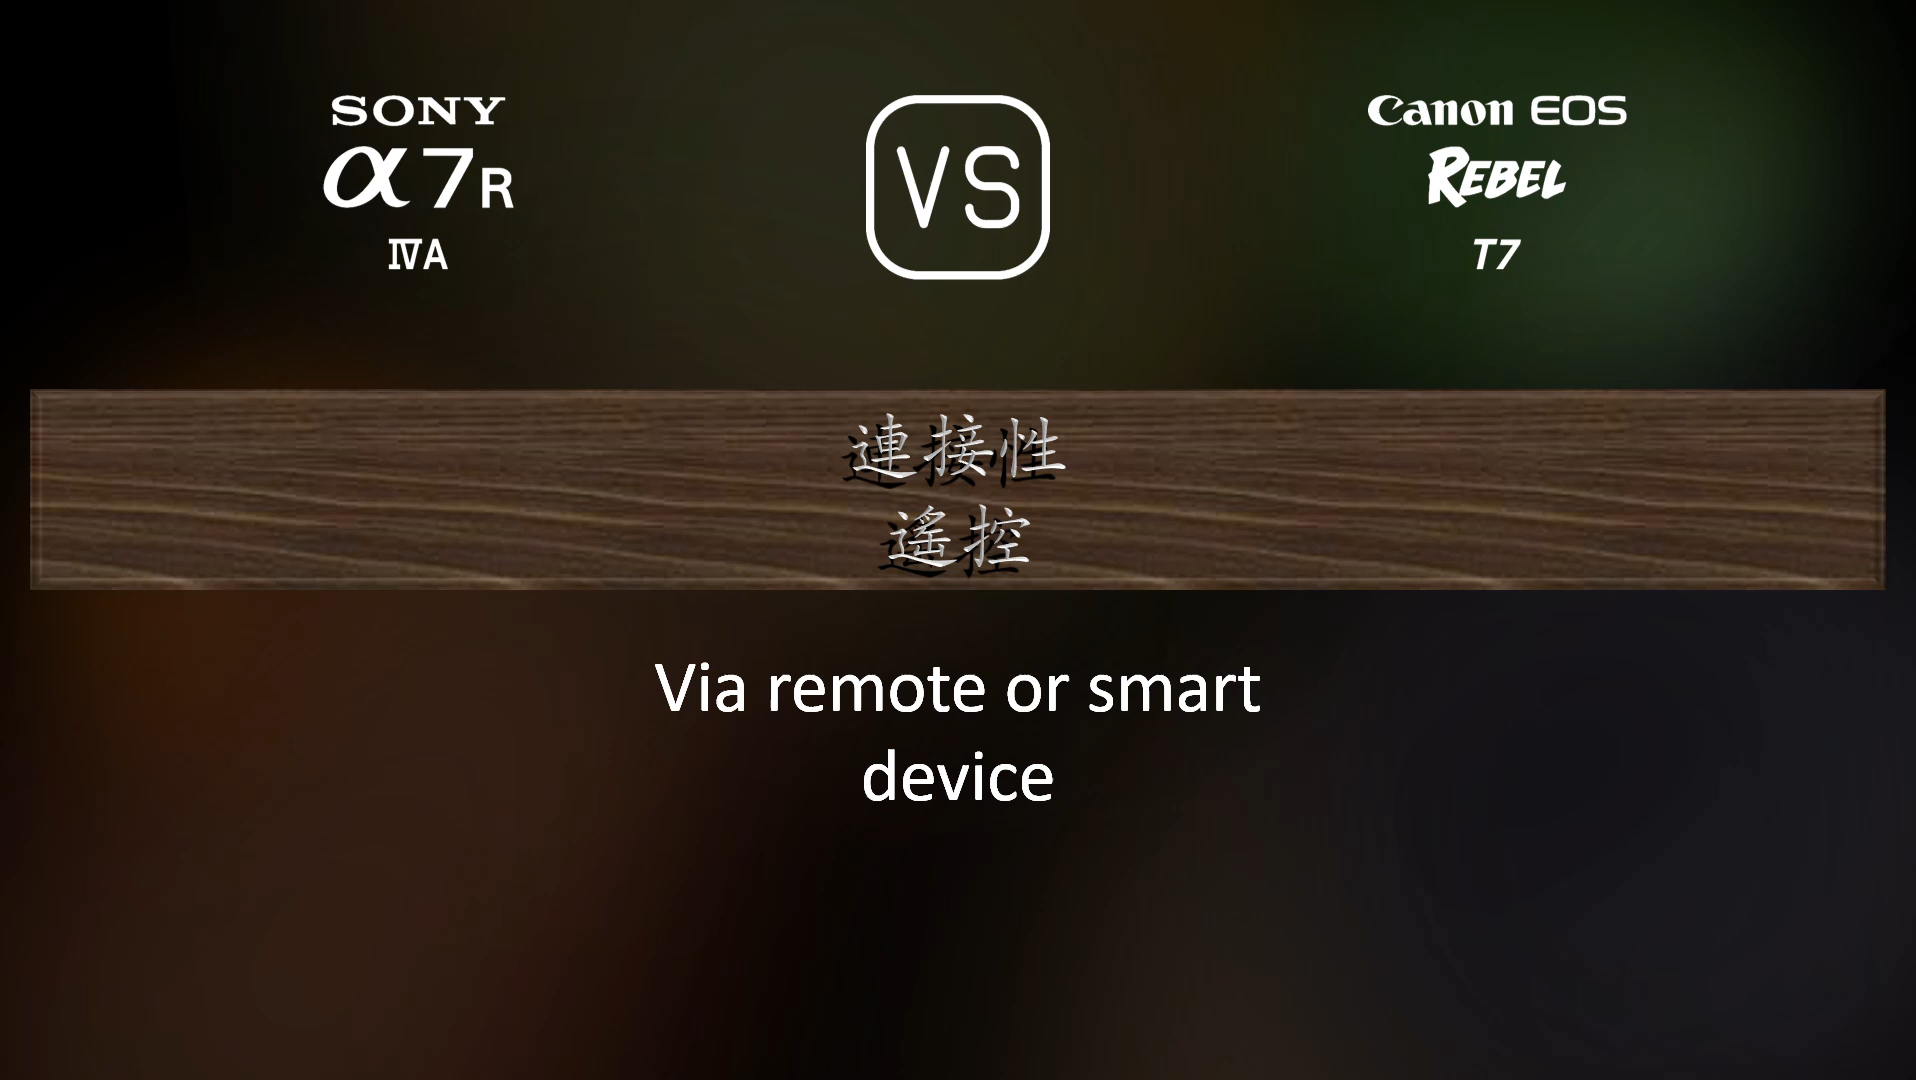 SONY
α7R
ⅣA
VS
Canon EOS
REBEL
T7
連接性
遙控
Via remote or smart
device